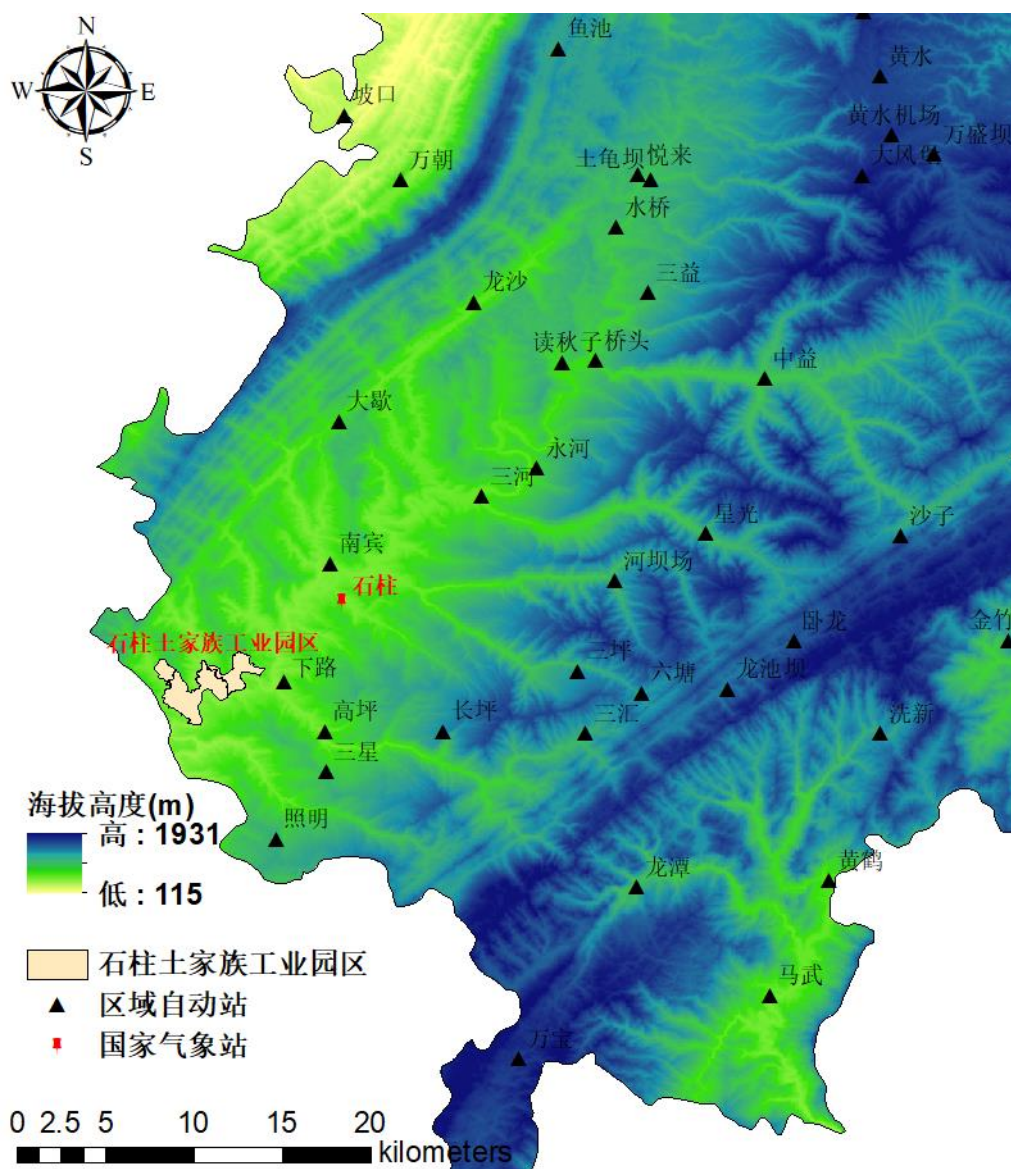 N
W
E
S
鱼池
黄水
坡口
黄水机场
万盛坝
大风堡
万朝
土龟坝
悦来
水桥
三益
龙沙
读秋子
桥头
中益
大歇
永河
三河
星光
沙子
南宾
河坝场
石柱
石柱土家族工业园区
卧龙
金竹
下路
三坪
六塘
龙池坝
高坪
长坪
三汇
洗新
三星
海拔高度(m)
高 : 1931
低 : 115
照明
龙潭
黄鹤
石柱土家族工业园区
区域自动站
国家气象站
马武
万宝
0 2.5 5 10 15 20
kilometers